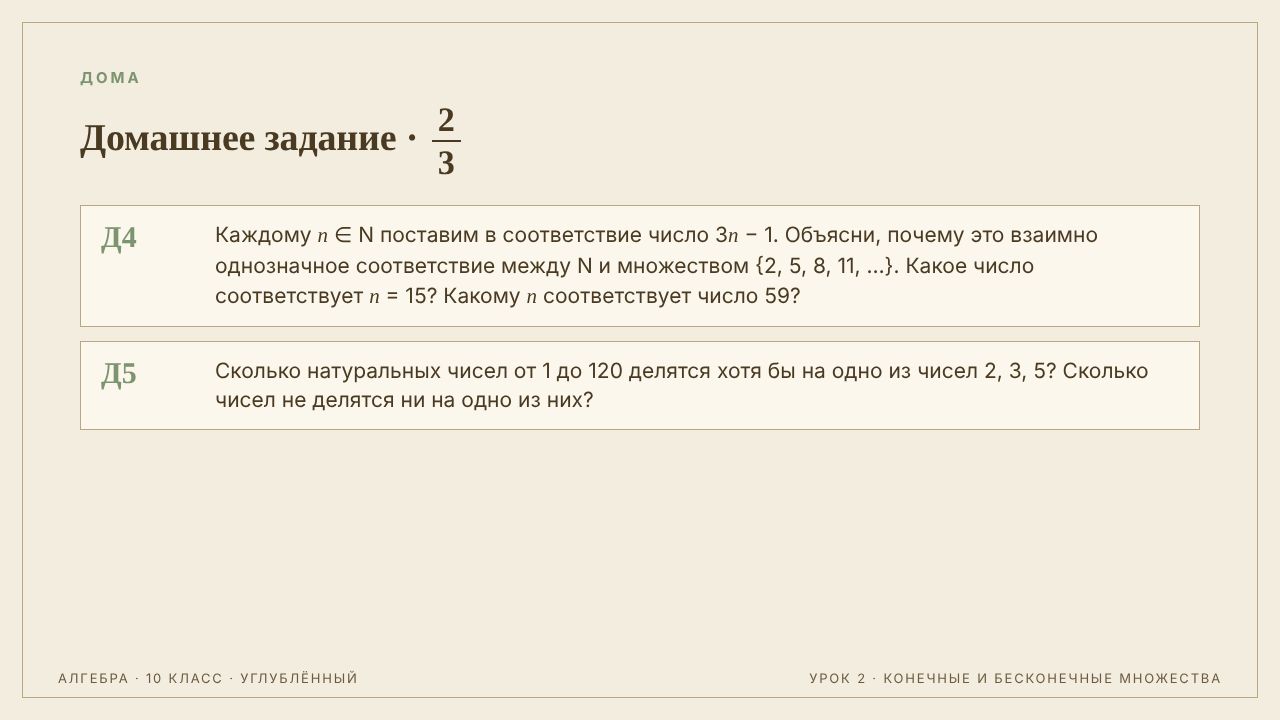 ДОМА
Домашнее задание · 2/3
Д4
Каждому n ∈ N поставим в соответствие число 3n − 1. Объясни, почему это взаимно
однозначное соответствие между N и множеством {2, 5, 8, 11, …}. Какое число
соответствует n = 15? Какому n соответствует число 59?
Д5
Сколько натуральных чисел от 1 до 120 делятся хотя бы на одно из чисел 2, 3, 5? Сколько
чисел не делятся ни на одно из них?
АЛГЕБРА · 10 КЛАСС · УГЛУБЛЁННЫЙ
УРОК 2 · КОНЕЧНЫЕ И БЕСКОНЕЧНЫЕ МНОЖЕСТВА